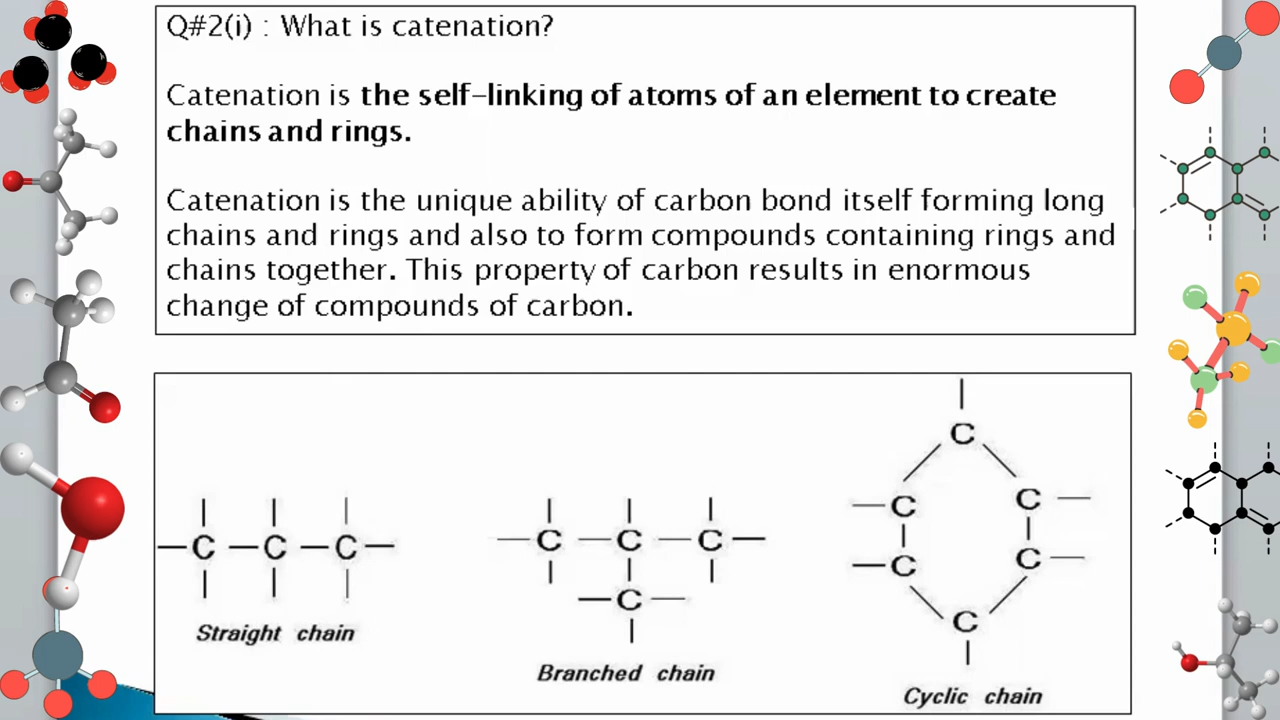 Q#2(i) : What is catenation?
Catenation is the self-linking of atoms of an element to create
chains and rings.
Catenation is the unique ability of carbon bond itself forming long
chains and rings and also to form compounds containing rings and
chains together. This property of carbon results in enormous
change of compounds of carbon.
C C C
Straight chain
C C C
C
Branched chain
C
C C
C C
C
Cyclic chain